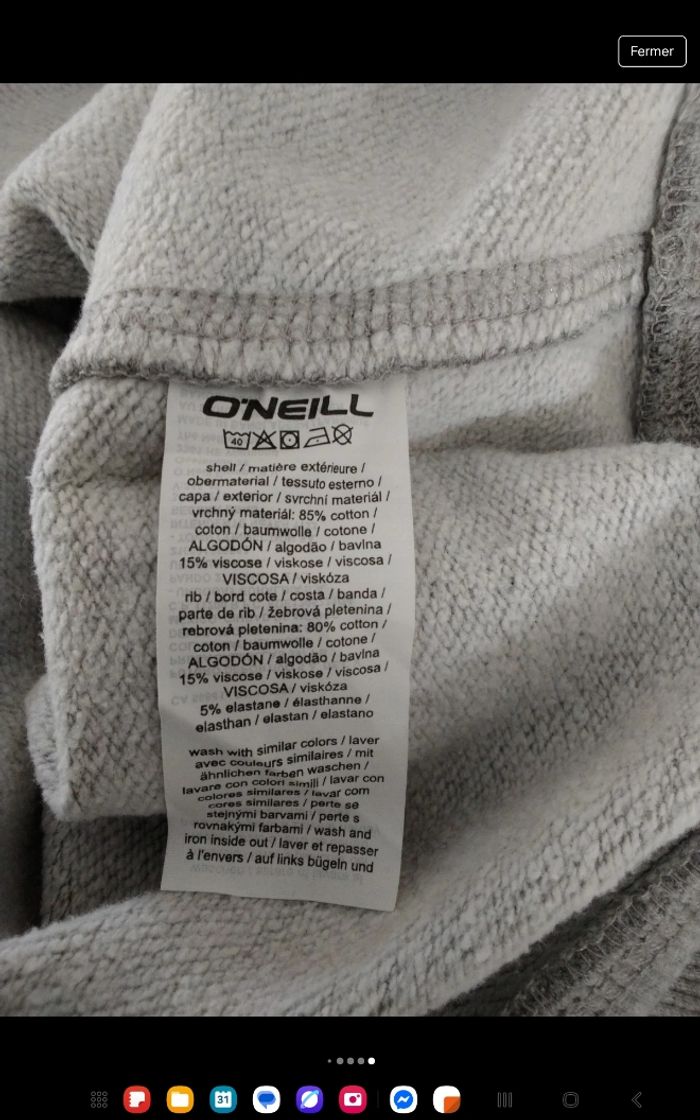 Fermer
O'NEILL
40
shell / matière extérieure /
obermaterial / tessuto esterno /
capa / exterior / svrchní materiál /
vrchný materiál: 85% cotton /
coton / baumwolle / cotone /
ALGODÓN / algodão / bavlna
15% viscose / viskose / viscosa /
VISCOSA / viskóza
rib / bord cote / costa / banda /
parte de rib / žebrová pletenina /
rebrová pletenina: 80% cotton /
coton / baumwolle / cotone /
ALGODÓN / algodão / bavlna
15% viscose / viskose / viscosa /
VISCOSA / viskóza
5% elastane / élasthanne /
elasthan / elastan / elastano
wash with similar colors / laver
avec couleurs similaires / mit
ähnlichen farben waschen /
lavare con colori simili / lavar con
colores similares / lavar com
cores similares / perte se
stejnými barvami / perte s
rovnakými farbami / wash and
iron inside out / laver et repasser
à l'envers / auf links bügeln und
31